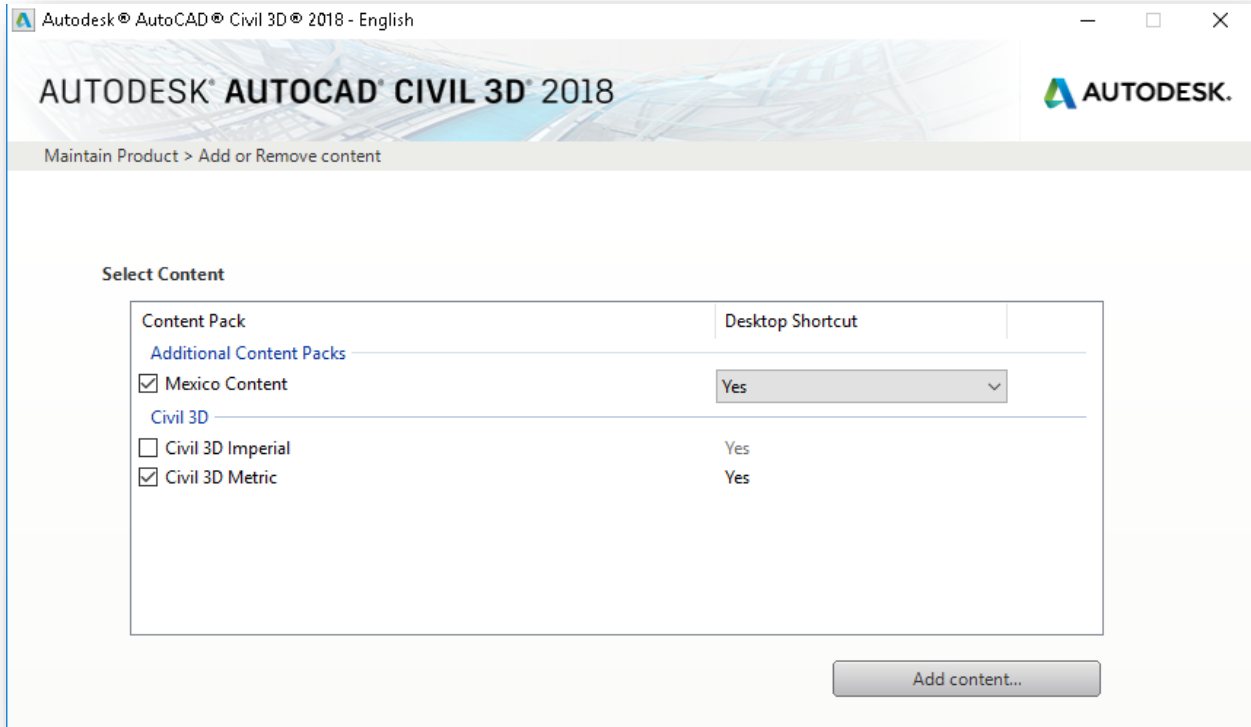 Autodesk® AutoCAD® Civil 3D® 2018 - English
AUTODESK® AUTOCAD® CIVIL 3D® 2018
AUTODESK.
Maintain Product > Add or Remove content
Select Content
Content Pack Desktop Shortcut
Additional Content Packs
Mexico Content Yes
Civil 3D
Civil 3D Imperial Yes
Civil 3D Metric Yes
Add content...